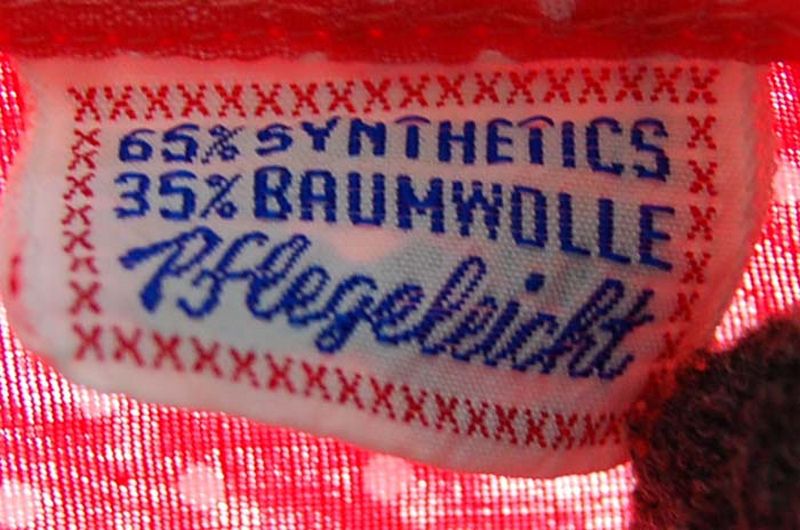 65% SYNTHETICS
35% BAUMWOLLE
Pflegeleicht